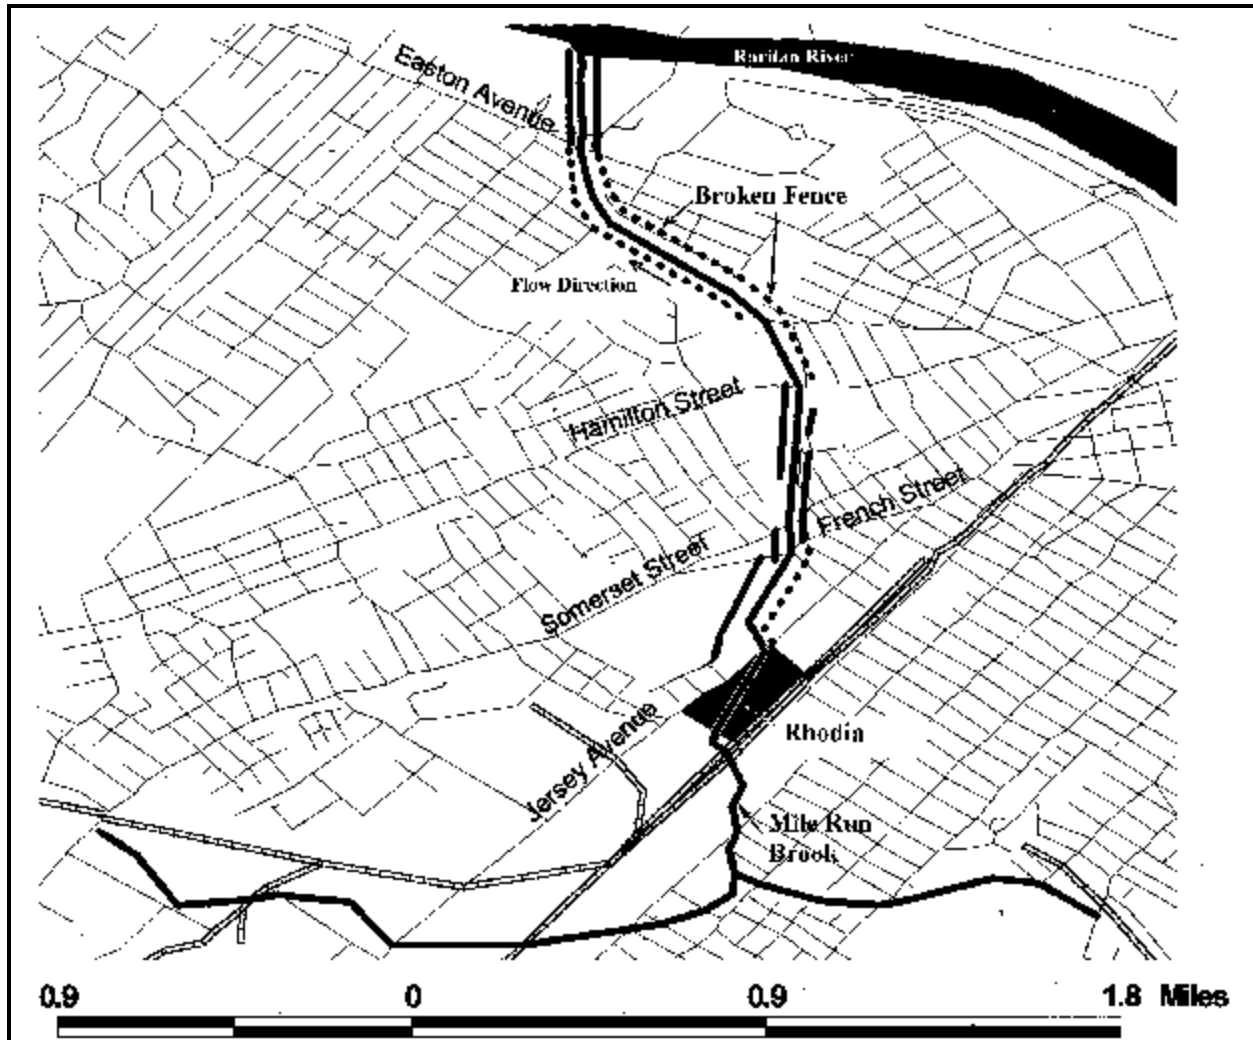 Raritan River
Easton Avenue
Broken Fence
Flow Direction
Hamilton Street
French Street
Somerset Street
Jersey Avenue
Rhodia
Mile Run
Brook
0.9 0 0.9 1.8 Miles